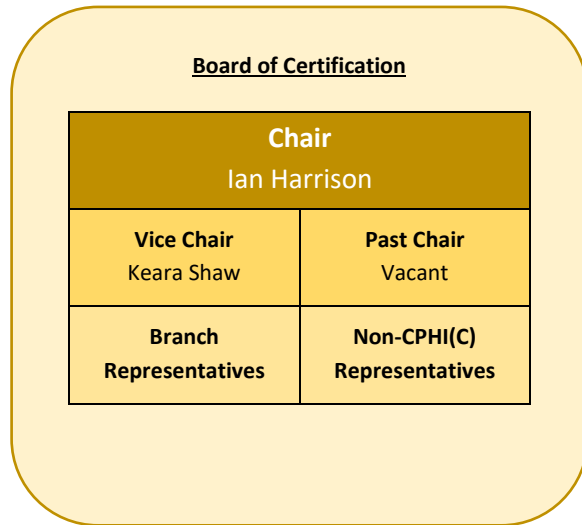 Board of Certification
Chair
Ian Harrison
Vice Chair
Keara Shaw
Past Chair
Vacant
Branch
Representatives
Non-CPHI(C)
Representatives